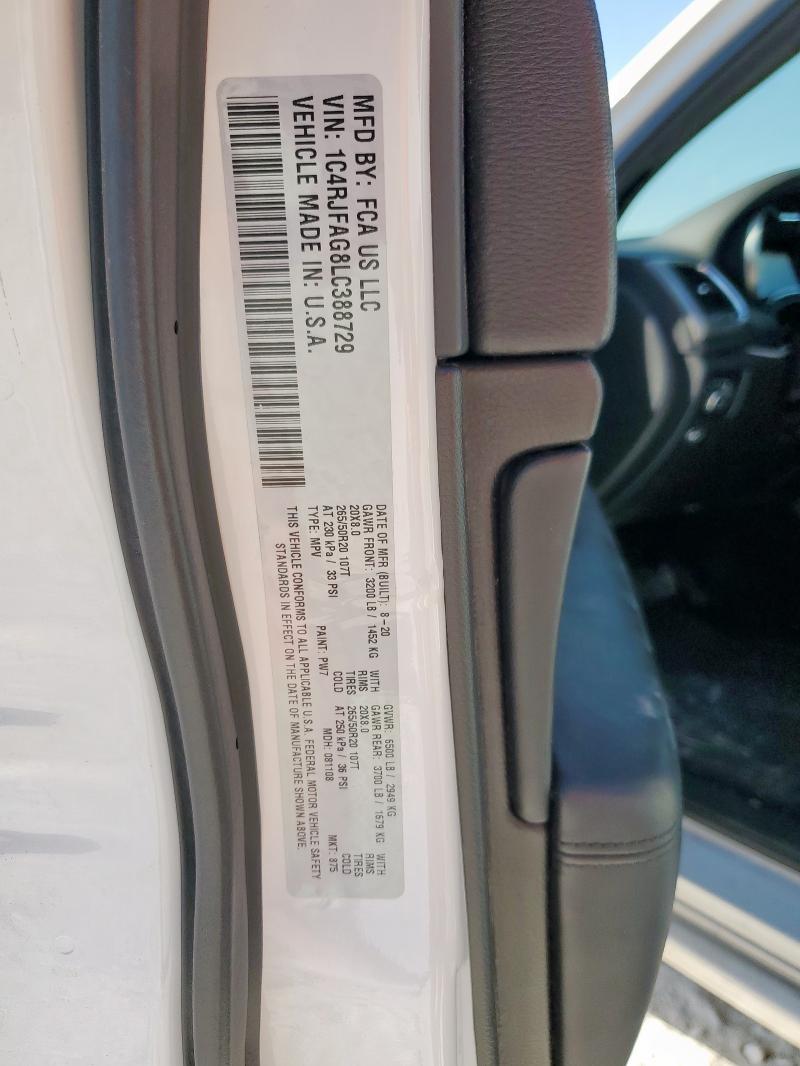 MFD BY: FCA US LLC
VIN: 1C4RJFAG8LC388729
VEHICLE MADE IN: U.S.A.
DATE OF MFR (BUILT): 8-20 GVWR: 6500 LB / 2949 KG
GAWR FRONT: 3200 LB / 1452 KG WITH GAWR REAR: 3700 LB / 1679 KG WITH
20X8.0 RIMS 20X8.0 RIMS
265/50R20 107T TIRES 265/50R20 107T TIRES
AT 230 kPa / 33 PSI COLD AT 250 kPa / 36 PSI COLD
TYPE: MPV PAINT: PW7 MDH: 081108 MKT: 875
THIS VEHICLE CONFORMS TO ALL APPLICABLE U.S.A. FEDERAL MOTOR VEHICLE SAFETY
STANDARDS IN EFFECT ON THE DATE OF MANUFACTURE SHOWN ABOVE.